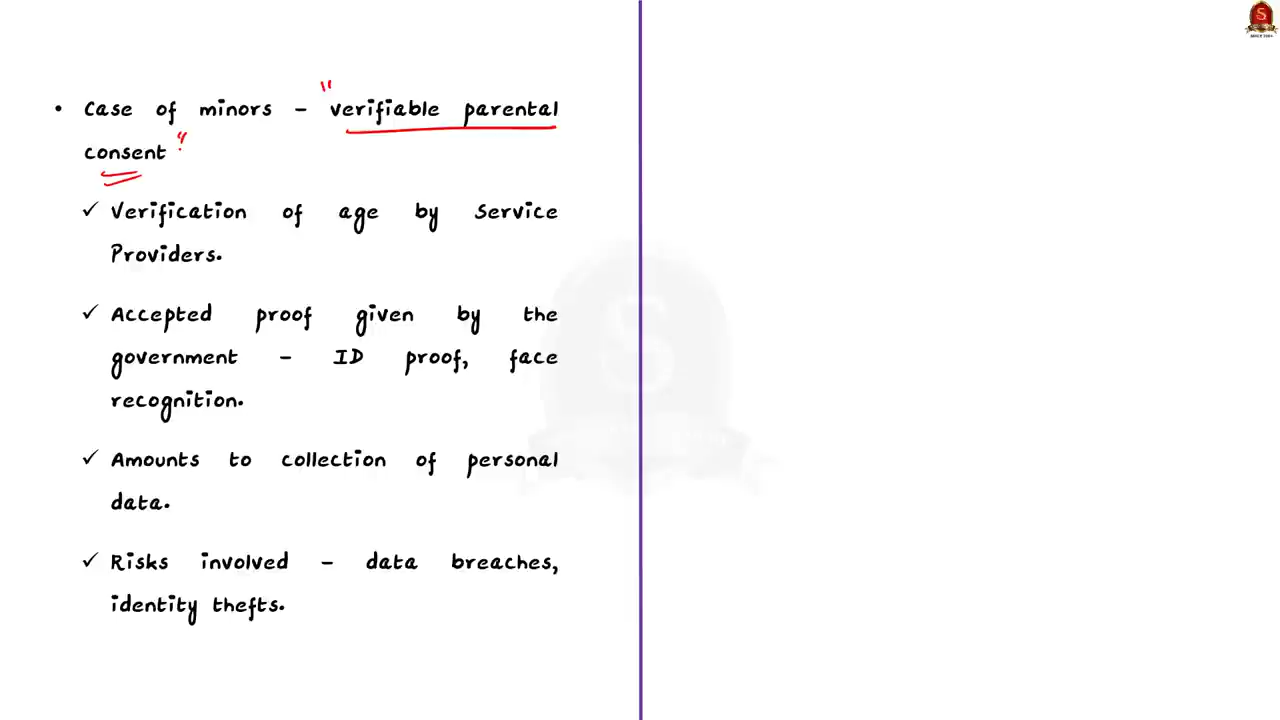 • Case of minors – "verifiable parental
consent"
✓ Verification of age by Service
Providers.
✓ Accepted proof given by the
government – ID proof, face
recognition.
✓ Amounts to collection of personal
data.
✓ Risks involved – data breaches,
identity thefts.
S